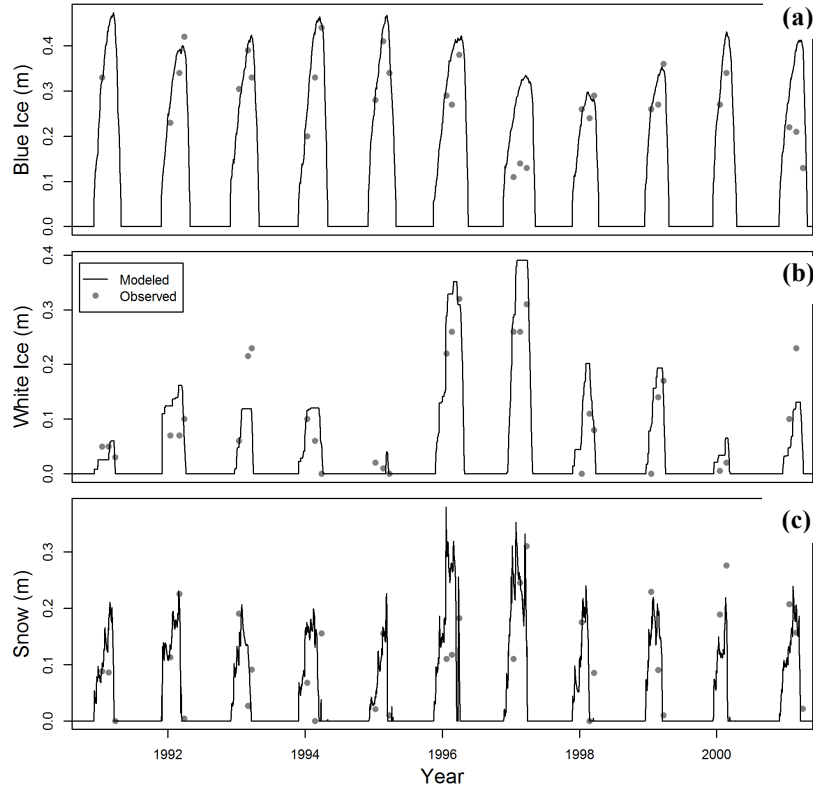 (a)
Blue Ice (m)
0.0
0.1
0.2
0.3
0.4
(b)
White Ice (m)
0.0
0.1
0.2
0.3
0.4
Modeled
Observed
(c)
Snow (m)
0.0
0.1
0.2
0.3
1992
1994
1996
1998
2000
Year